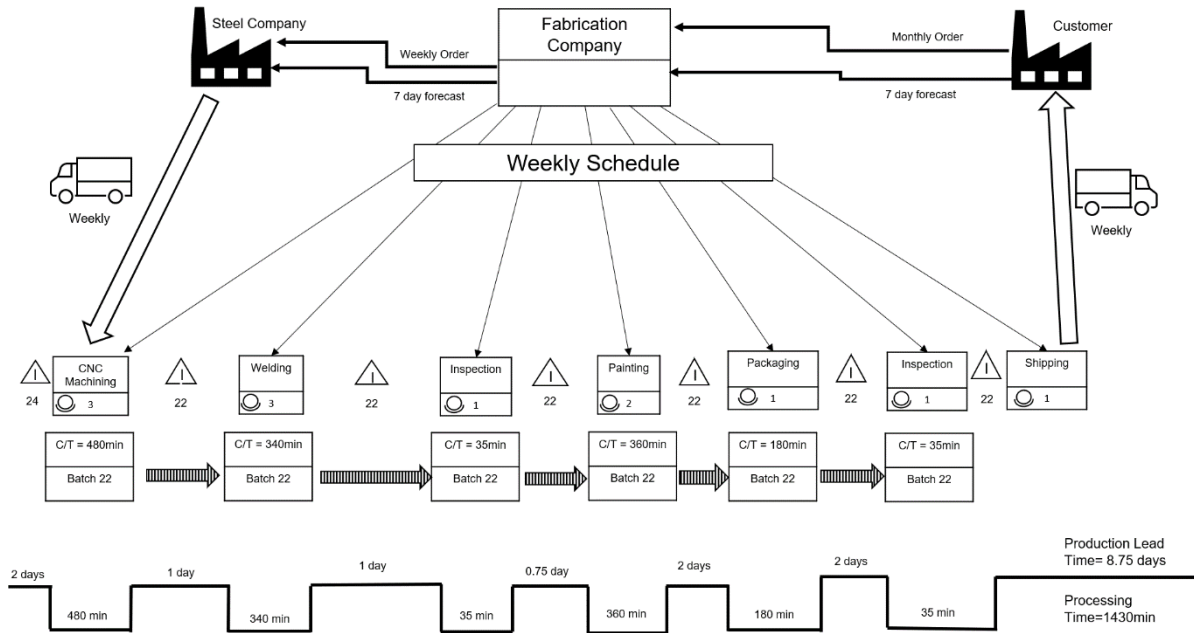 Steel Company
Fabrication
Company
Customer
Weekly Order
Monthly Order
7 day forecast
7 day forecast
Weekly Schedule
Weekly
Weekly
CNC
Machining
Welding
Inspection
Painting
Packaging
Inspection
Shipping
24
3
22
3
22
1
22
2
22
1
22
1
22
1
C/T = 480min
C/T = 340min
C/T = 35min
C/T = 360min
C/T = 180min
C/T = 35min
Batch 22
Batch 22
Batch 22
Batch 22
Batch 22
Batch 22
2 days
1 day
1 day
0.75 day
2 days
2 days
Production Lead
Time= 8.75 days
480 min
340 min
35 min
360 min
180 min
35 min
Processing
Time=1430min